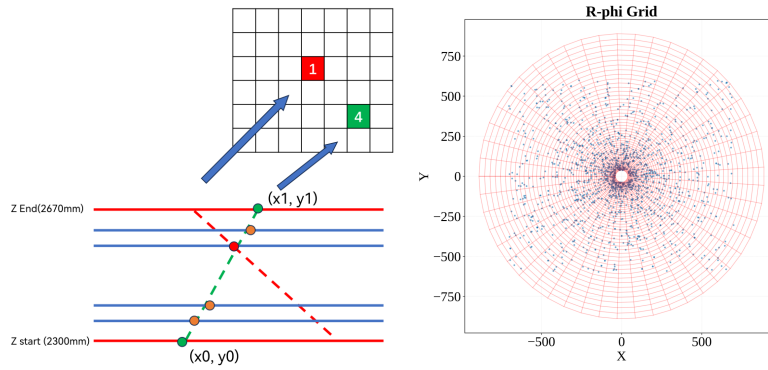 1
4
(x1, y1)
Z End(2670mm)
Z start (2300mm)
(x0, y0)
R-phi Grid
750
500
250
0
−250
−500
−750
Y
−500 0 500
X